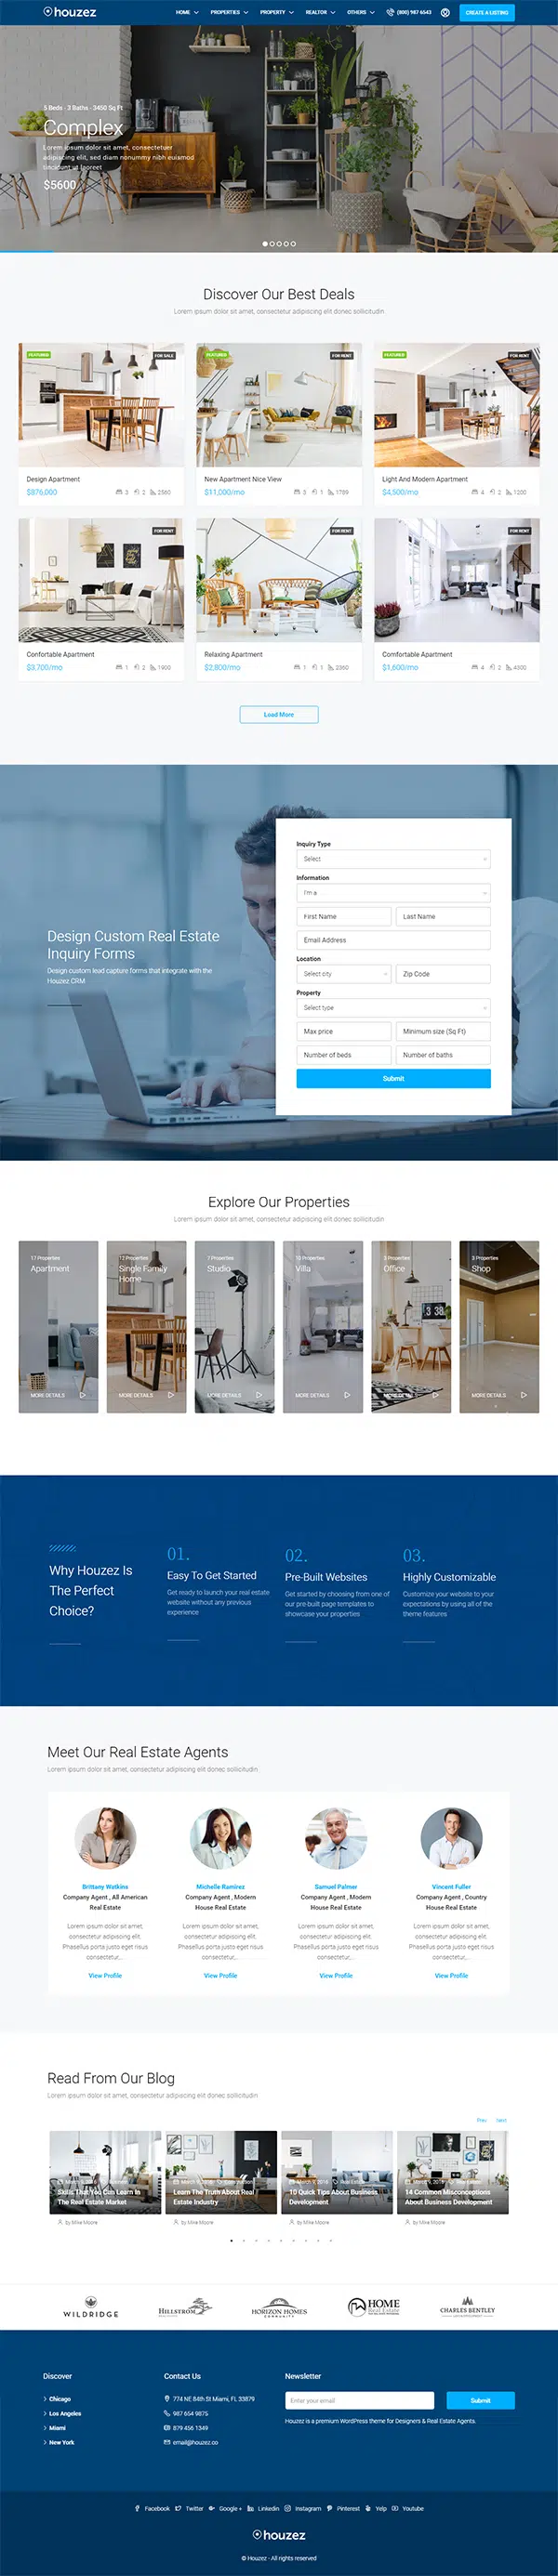 houzez
HOME PROPERTIES PROPERTY REALTOR OTHERS (800) 987 6543 CREATE A LISTING
5 Beds · 3 Baths · 3450 Sq Ft
Complex
Lorem ipsum dolor sit amet, consectetuer
adipiscing elit, sed diam nonummy nibh euismod
tincidunt ut laoreet
$5600
Discover Our Best Deals
Lorem ipsum dolor sit amet, consectetur adipiscing elit donec sollicitudin
FEATURED FOR SALE FEATURED FOR RENT FEATURED FOR RENT
Design Apartment
$876,000 3 2 2560
New Apartment Nice View
$11,000/mo 3 1 1789
Light And Modern Apartment
$4,500/mo 4 2 1200
FOR RENT FOR RENT FOR RENT
Confortable Apartment
$3,700/mo 1 2 1900
Relaxing Apartment
$2,800/mo 1 1 2360
Comfortable Apartment
$1,600/mo 4 2 4300
Load More
Design Custom Real Estate
Inquiry Forms
Design custom lead capture forms that integrate with the
Houzez CRM
Inquiry Type
Select
Information
I'm a
First Name Last Name
Email Address
Location
Select city Zip Code
Property
Select type
Max price Minimum size (Sq Ft)
Number of beds Number of baths
Submit
Explore Our Properties
Lorem ipsum dolor sit amet, consectetur adipiscing elit donec sollicitudin
17 Properties
Apartment
MORE DETAILS
Properties
Single Family
Home
MORE DETAILS
7 Properties
Studio
MORE DETAILS
Properties
Villa
MORE DETAILS
Properties
Office
MORE DETAILS
3 Properties
Shop
MORE DETAILS
Why Houzez Is
The Perfect
Choice?
01.
Easy To Get Started
Get ready to launch your real estate
website without any previous
experience
02.
Pre-Built Websites
Get started by choosing from one of
our pre-built page templates to
showcase your properties
03.
Highly Customizable
Customize your website to your
expectations by using all of the
theme features
Meet Our Real Estate Agents
Lorem ipsum dolor sit amet, consectetur adipiscing elit donec sollicitudin
Brittany Watkins
Company Agent , All American
Real Estate
Lorem ipsum dolor sit amet,
consectetur adipiscing elit.
Phasellus porta justo eget risus
consectetur,...
View Profile
Michelle Ramirez
Company Agent , Modern
House Real Estate
Lorem ipsum dolor sit amet,
consectetur adipiscing elit.
Phasellus porta justo eget risus
consectetur,...
View Profile
Samuel Palmer
Company Agent , Modern
House Real Estate
Lorem ipsum dolor sit amet,
consectetur adipiscing elit.
Phasellus porta justo eget risus
consectetur,...
View Profile
Vincent Fuller
Company Agent , Country
House Real Estate
Lorem ipsum dolor sit amet,
consectetur adipiscing elit.
Phasellus porta justo eget risus
consectetur,...
View Profile
Read From Our Blog
Lorem ipsum dolor sit amet, consectetur adipiscing elit donec sollicitudin
Prev Next
Skills That You Can Learn In
The Real Estate Market
by Mike Moore
Learn The Truth About Real
Estate Industry
by Mike Moore
10 Quick Tips About Business
Development
by Mike Moore
14 Common Misconceptions
About Business Development
by Mike Moore
WILDRIDGE
HILLSTROM
HORIZON HOMES
COMMUNITY
HOME
Real Estate
CHARLES BENTLEY
Discover
Chicago
Los Angeles
Miami
New York
Contact Us
774 NE 84th St Miami, FL 33879
987 654 9875
879 456 1349
email@houzez.co
Newsletter
Enter your email Submit
Houzez is a premium WordPress theme for Designers & Real Estate Agents.
Facebook Twitter Google + Linkedin Instagram Pinterest Yelp Youtube
houzez
© Houzez - All rights reserved